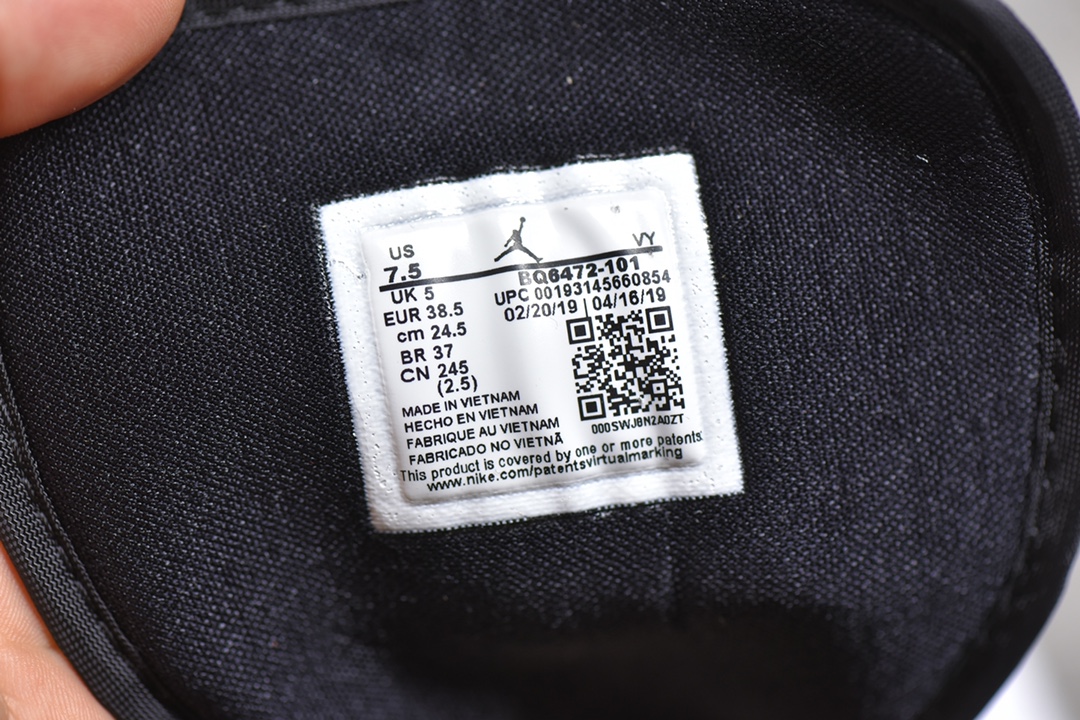 US
7.5
VY
BQ6472-101
UK 5
UPC 00193145660854
EUR 38.5
02/20/19 | 04/16/19
cm 24.5
BR 37
CN 245
(2.5)
000SWJ8N2A0ZT
MADE IN VIETNAM
HECHO EN VIETNAM
FABRIQUE AU VIETNAM
FABRICADO NO VIETNÃ
This product is covered by one or more patents
www.nike.com/patentsvirtualmarking